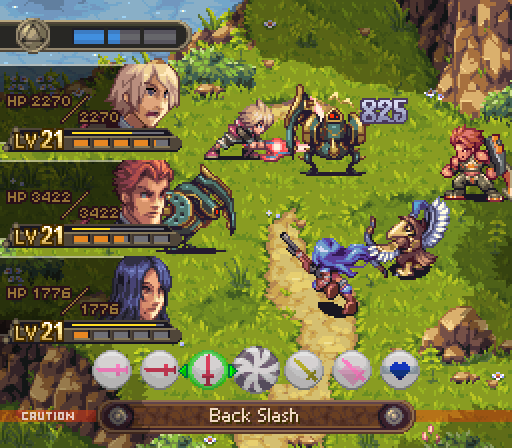 HP 2270/2270
LV 21
825
HP 3422/3422
LV 21
HP 1776/1776
LV 21
CAUTION
Back Slash